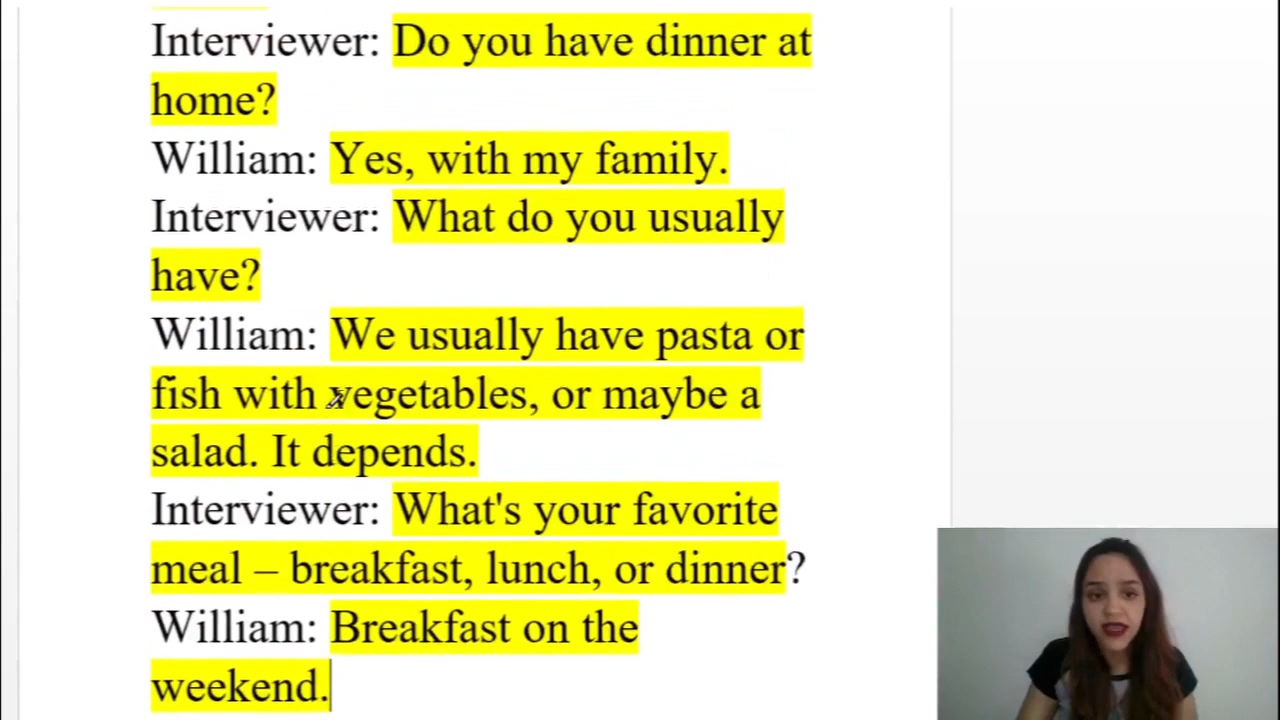 Interviewer: Do you have dinner at
home?
William: Yes, with my family.
Interviewer: What do you usually
have?
William: We usually have pasta or
fish with vegetables, or maybe a
salad. It depends.
Interviewer: What's your favorite
meal – breakfast, lunch, or dinner?
William: Breakfast on the
weekend.